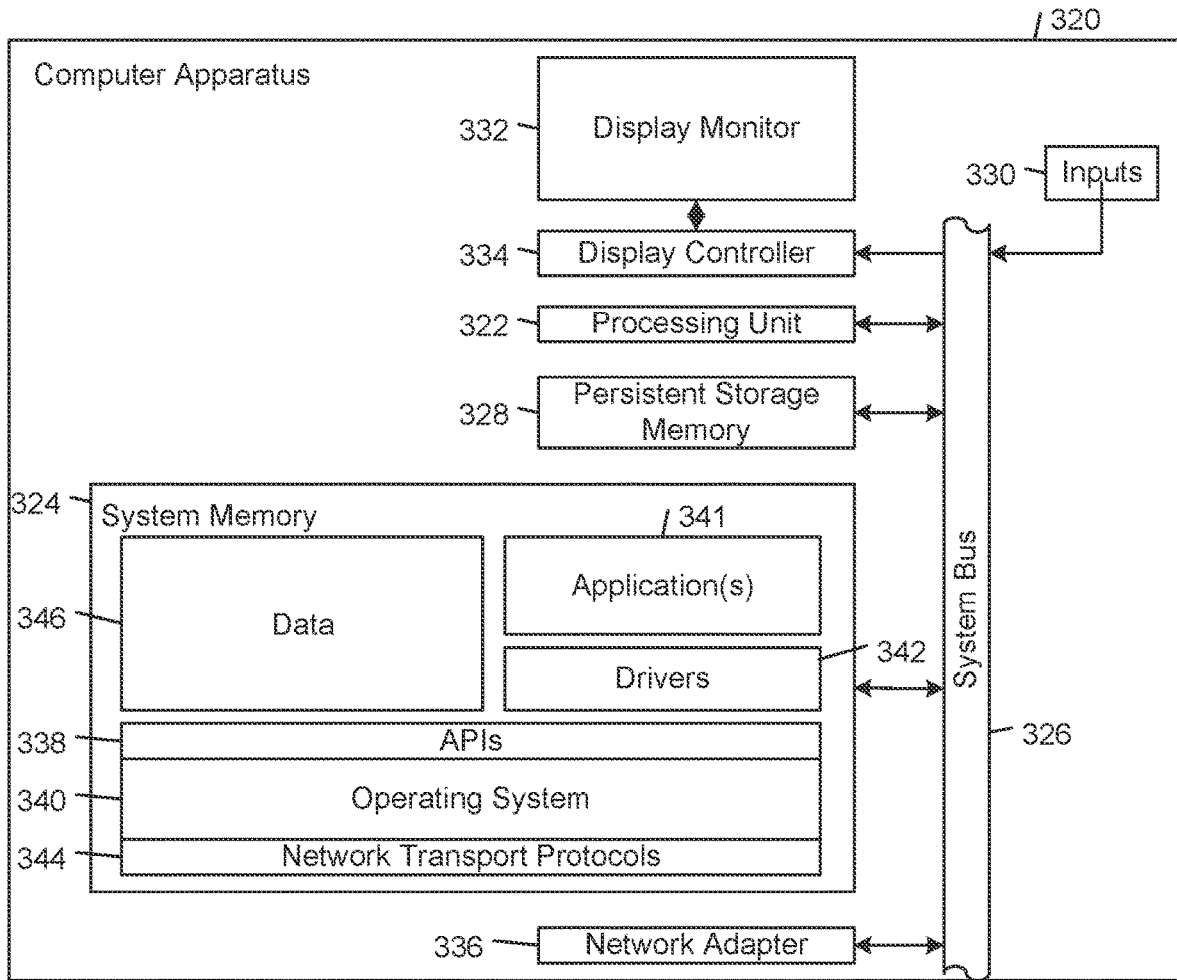 320
Computer Apparatus
332
Display Monitor
330
Inputs
334
Display Controller
322
Processing Unit
328
Persistent Storage
Memory
324
System Memory
341
Application(s)
346
Data
342
Drivers
System Bus
326
338
APIs
340
Operating System
344
Network Transport Protocols
336
Network Adapter